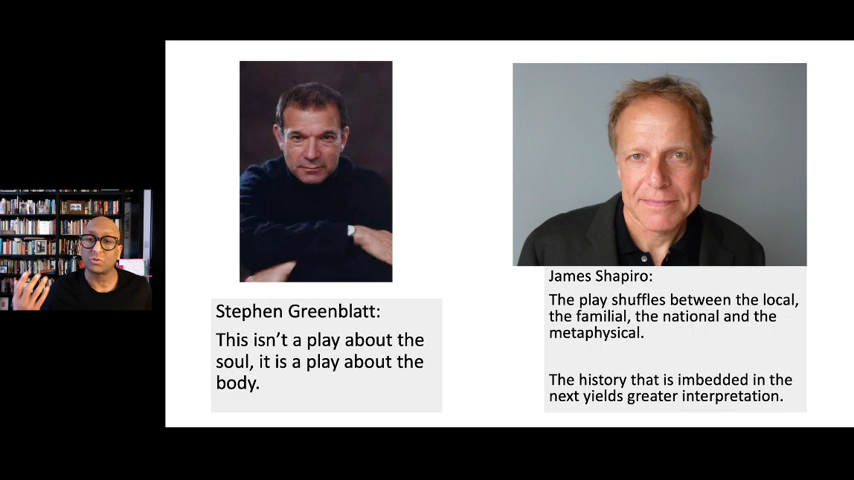 Stephen Greenblatt:
This isn't a play about the
soul, it is a play about the
body.
James Shapiro:
The play shuffles between the local,
the familial, the national and the
metaphysical.
The history that is imbedded in the
next yields greater interpretation.